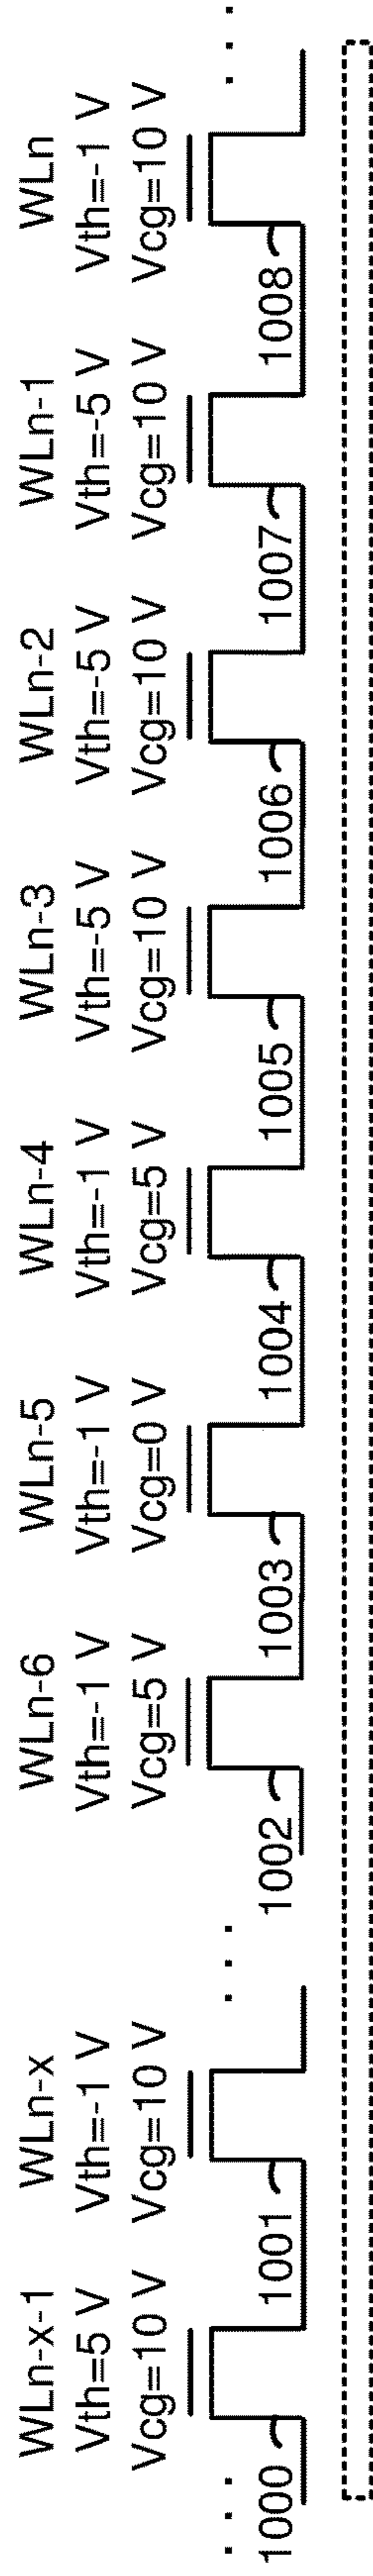 WLn-x-1
Vth=5 V
Vcg=10 V
1000
WLn-x
Vth=-1 V
Vcg=10 V
1001
. . .
WLn-6
Vth=-1 V
Vcg=5 V
1002
WLn-5
Vth=-1 V
Vcg=0 V
1003
WLn-4
Vth=-1 V
Vcg=5 V
1004
WLn-3
Vth=-5 V
Vcg=10 V
1005
WLn-2
Vth=-5 V
Vcg=10 V
1006
WLn-1
Vth=-5 V
Vcg=10 V
1007
WLn
Vth=-1 V
Vcg=10 V
1008
. . .